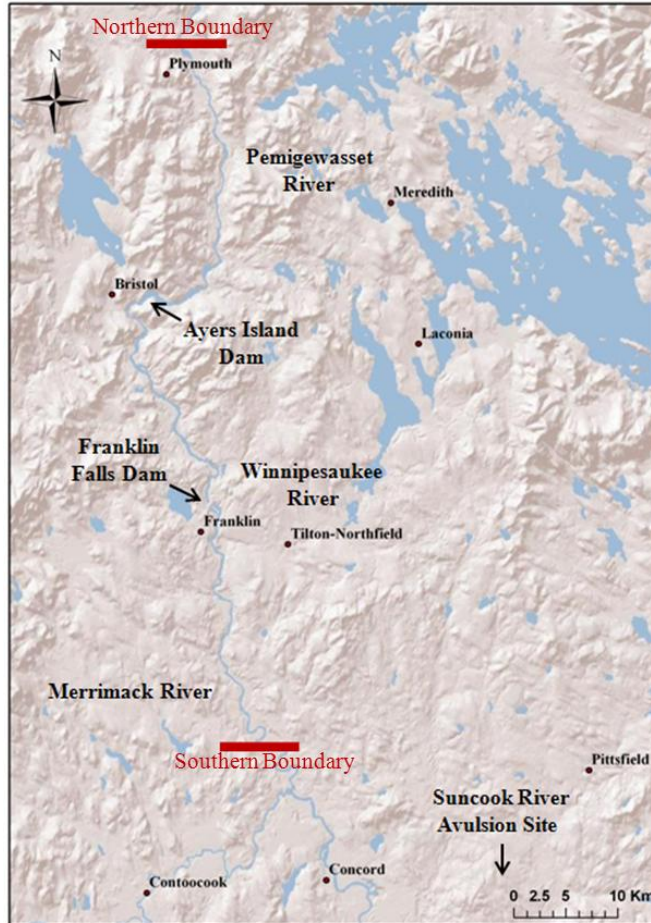 Northern Boundary
N
Plymouth
Pemigewasset
River
Meredith
Bristol
Ayers Island
Dam
Laconia
Franklin
Falls Dam
Winnipesaukee
River
Franklin
Tilton-Northfield
Merrimack River
Southern Boundary
Pittsfield
Suncook River
Avulsion Site
Contoocook
Concord
0 2.5 5 10 Km